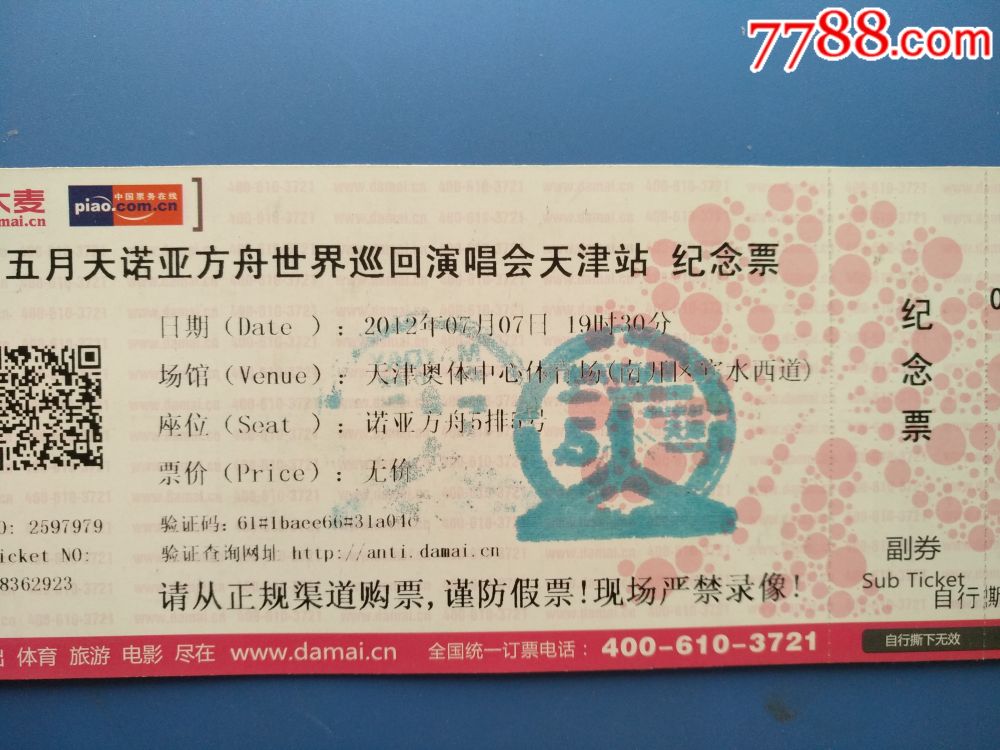 7788.com
大麦
mai.cn
piao.com.cn
中国票务在线
五月天诺亚方舟世界巡回演唱会天津站 纪念票
日期（Date ）：2012年07月07日 19时30分
场馆（Venue）：天津奥体中心体育场(南开区宾水西道)
座位（Seat ）：诺亚方舟5排5号
票价（Price）：无价
O: 2597979
验证码：61#1baee66#31a04c
icket NO:
验证查询网址 http://anti.damai.cn
8362923
请从正规渠道购票,谨防假票!现场严禁录像!
体育 旅游 电影 尽在 www.damai.cn 全国统一订票电话：400-610-3721
纪念票
副券
Sub Ticket
自行撕
自行撕下无效